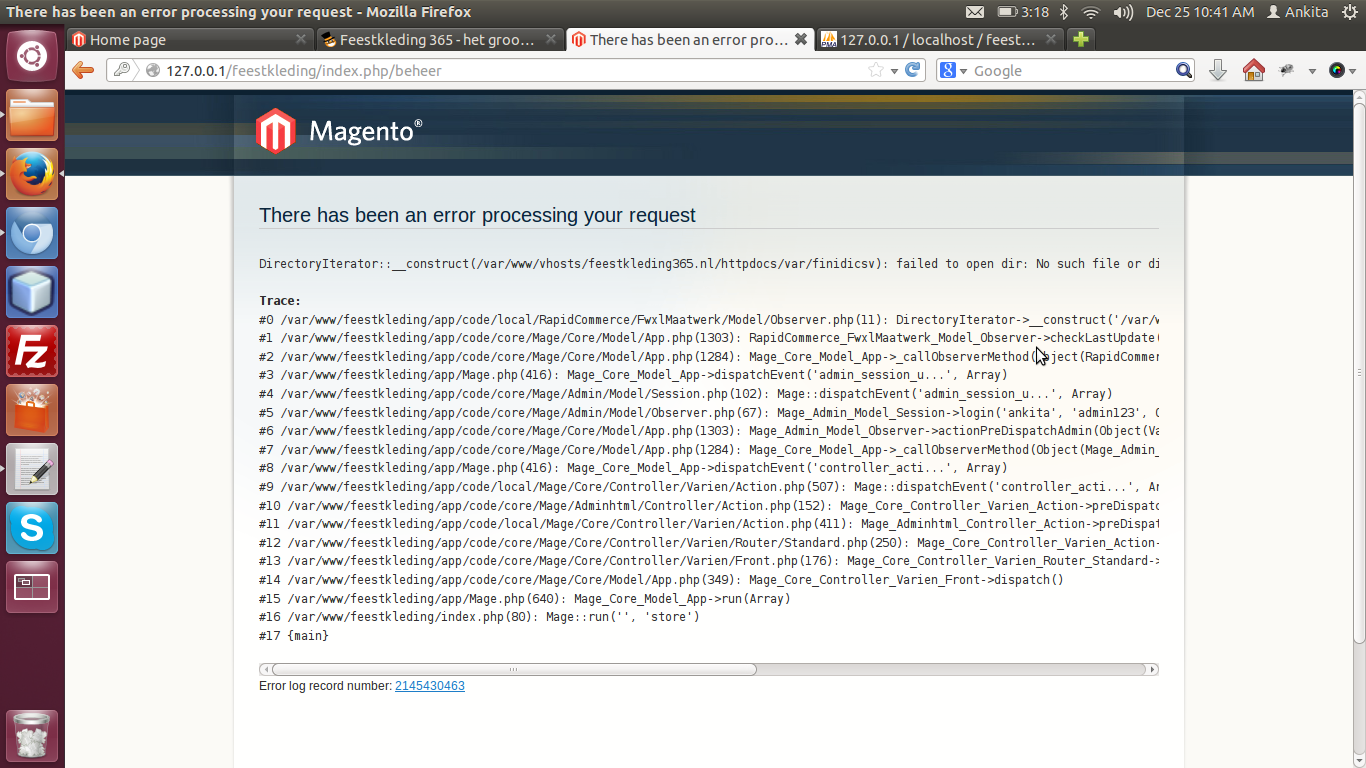 There has been an error processing your request - Mozilla Firefox
3:18
Dec 25 10:41 AM
Ankita
Home page
Feestkleding 365 - het groo...
There has been an error pro...
127.0.0.1 / localhost / feest...
127.0.0.1/feestkleding/index.php/beheer
Google
Magento®
There has been an error processing your request
DirectoryIterator::__construct(/var/www/vhosts/feestkleding365.nl/httpdocs/var/finidicsv): failed to open dir: No such file or di
Trace:
#0 /var/www/feestkleding/app/code/local/RapidCommerce/FwxlMaatwerk/Model/Observer.php(11): DirectoryIterator->__construct('/var/w
#1 /var/www/feestkleding/app/code/core/Mage/Core/Model/App.php(1303): RapidCommerce_FwxlMaatwerk_Model_Observer->checkLastUpdate(
#2 /var/www/feestkleding/app/code/core/Mage/Core/Model/App.php(1284): Mage_Core_Model_App->_callObserverMethod(Object(RapidCommer
#3 /var/www/feestkleding/app/Mage.php(416): Mage_Core_Model_App->dispatchEvent('admin_session_u...', Array)
#4 /var/www/feestkleding/app/code/core/Mage/Admin/Model/Session.php(102): Mage::dispatchEvent('admin_session_u...', Array)
#5 /var/www/feestkleding/app/code/core/Mage/Admin/Model/Observer.php(67): Mage_Admin_Model_Session->login('ankita', 'admin123', O
#6 /var/www/feestkleding/app/code/core/Mage/Core/Model/App.php(1303): Mage_Admin_Model_Observer->actionPreDispatchAdmin(Object(Va
#7 /var/www/feestkleding/app/code/core/Mage/Core/Model/App.php(1284): Mage_Core_Model_App->_callObserverMethod(Object(Mage_Admin_
#8 /var/www/feestkleding/app/Mage.php(416): Mage_Core_Model_App->dispatchEvent('controller_acti...', Array)
#9 /var/www/feestkleding/app/code/local/Mage/Core/Controller/Varien/Action.php(507): Mage::dispatchEvent('controller_acti...', Ar
#10 /var/www/feestkleding/app/code/core/Mage/Adminhtml/Controller/Action.php(152): Mage_Core_Controller_Varien_Action->preDispatc
#11 /var/www/feestkleding/app/code/local/Mage/Core/Controller/Varien/Action.php(411): Mage_Adminhtml_Controller_Action->preDispat
#12 /var/www/feestkleding/app/code/core/Mage/Core/Controller/Varien/Router/Standard.php(250): Mage_Core_Controller_Varien_Action-
#13 /var/www/feestkleding/app/code/core/Mage/Core/Controller/Varien/Front.php(176): Mage_Core_Controller_Varien_Router_Standard->
#14 /var/www/feestkleding/app/code/core/Mage/Core/Model/App.php(349): Mage_Core_Controller_Varien_Front->dispatch()
#15 /var/www/feestkleding/app/Mage.php(640): Mage_Core_Model_App->run(Array)
#16 /var/www/feestkleding/index.php(80): Mage::run('', 'store')
#17 {main}
Error log record number: 2145430463